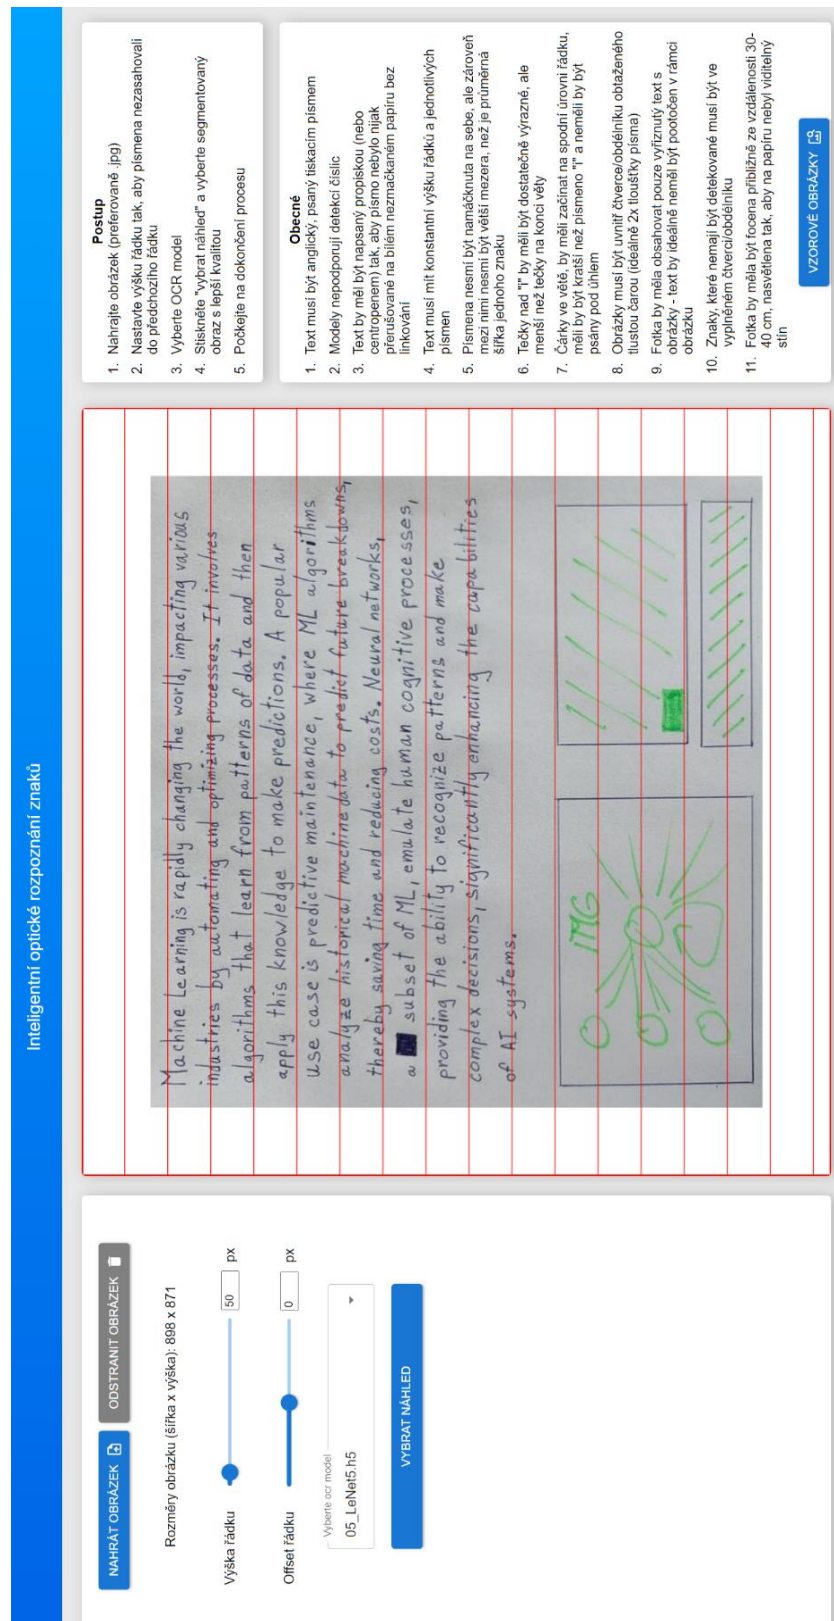 Inteligentní optické rozpoznání znaků
NAHRÁT OBRÁZEK
ODSTRANIT OBRÁZEK
Rozměry obrázku (šířka x výška): 898 x 871
Výška řádku
50
px
Offset řádku
0
px
Vyberte ocr model
05_LeNet5.h5
VYBRAT NÁHLED
Machine Learning is rapidly changing the world, impacting various
industries by automating and optimizing processes. It involves
algorithms that learn from patterns of data and then
apply this knowledge to make predictions. A popular
use case is predictive maintenance, where ML algorithms
analyze historical machine data to predict future breakdowns,
thereby saving time and reducing costs. Neural networks,
a subset of ML, emulate human cognitive processes,
providing the ability to recognize patterns and make
complex decisions, significantly enhancing the capabilities
of AI systems.
IMG
Postup
1. Nahrajte obrázek (preferovaně .jpg)
2. Nastavte výšku řádku tak, aby písmena nezasahovali
do předchozího řádku
3. Vyberte OCR model
4. Stiskněte "vybrat náhled" a vyberte segmentovaný
obraz s lepší kvalitou
5. Počkejte na dokončení procesu
Obecné
1. Text musí být anglický, psaný tiskacím písmem
2. Modely nepodporují detekci číslic
3. Text by měl být napsaný propiskou (nebo
centropenem) tak, aby písmo nebylo nijak
přerušované na bílém nezmačkaném papíru bez
linkování
4. Text musí mít konstantní výšku řádků a jednotlivých
písmen
5. Písmena nesmí být namáčknuta na sebe, ale zároveň
mezi nimi nesmí být větší mezera, než je průměrná
šířka jednoho znaku
6. Tečky nad "i" by měli být dostatečně výrazné, ale
menší než tečky na konci věty
7. Čárky ve větě, by měli začínat na spodní úrovni řádku,
měli by být kratší než písmeno "i" a neměli by být
psány pod úhlem
8. Obrázky musí být uvnitř čtverce/obdélníku obtaženého
tlustou čarou (ideálně 2x tloušťky písma)
9. Fotka by měla obsahovat pouze vyříznutý text s
obrázky - text by ideálně neměl být pootočen v rámci
obrázku
10. Znaky, které nemají být detekované musí být ve
vyplněném čtverci/obdélníku
11. Fotka by měla být focena přibližně ze vzdálenosti 30-
40 cm, nasvětlena tak, aby na papíru nebyl viditelný
stín
VZOROVÉ OBRÁZKY